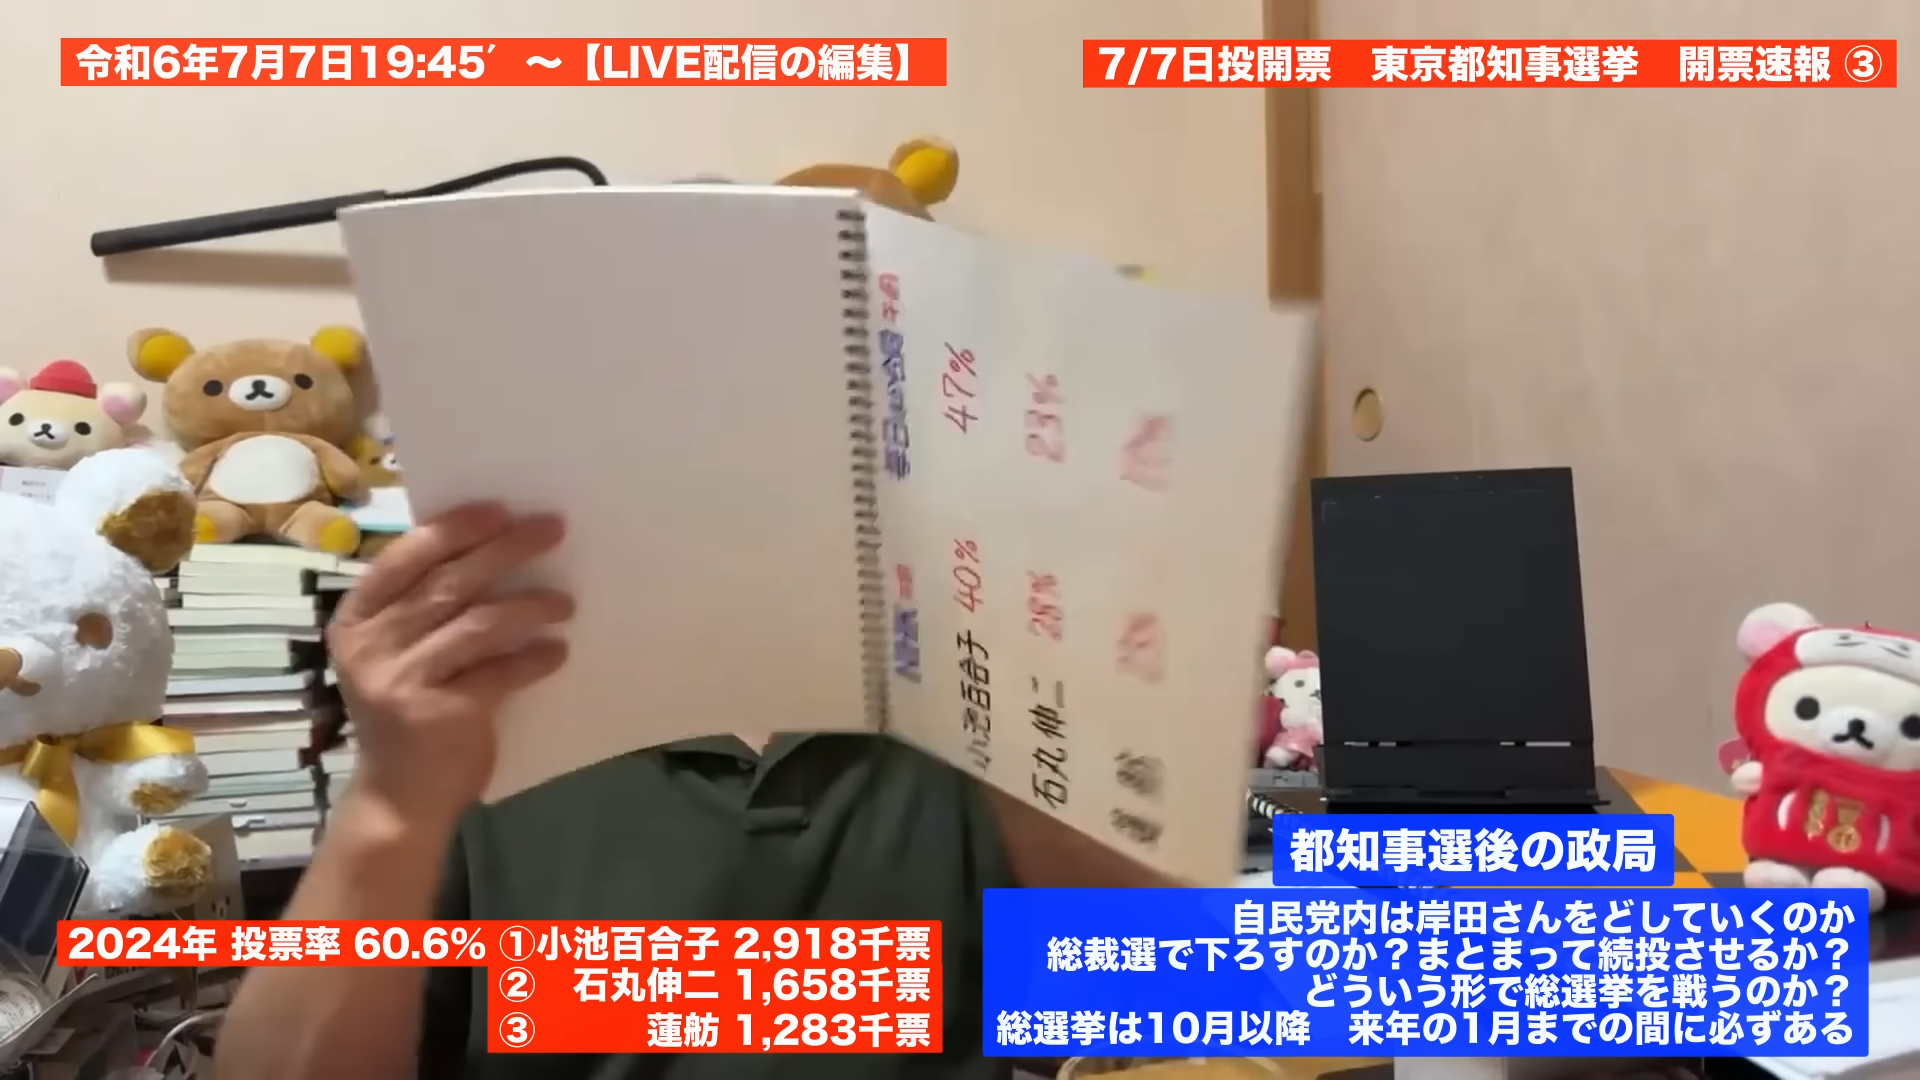 令和6年7月7日19:45′ ～【LIVE配信の編集】
7/7日投開票　東京都知事選挙　開票速報 ③
47%
23%
NHK
小池百合子 40%
石丸伸二 28%
都知事選後の政局
自民党内は岸田さんをどしていくのか
総裁選で下ろすのか？まとまって続投させるか？
どういう形で総選挙を戦うのか？
総選挙は10月以降　来年の1月までの間に必ずある
2024年 投票率 60.6% ①小池百合子 2,918千票
②　石丸伸二 1,658千票
③　蓮舫 1,283千票